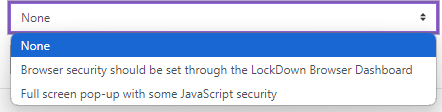 None
None
Browser security should be set through the LockDown Browser Dashboard
Full screen pop-up with some JavaScript security